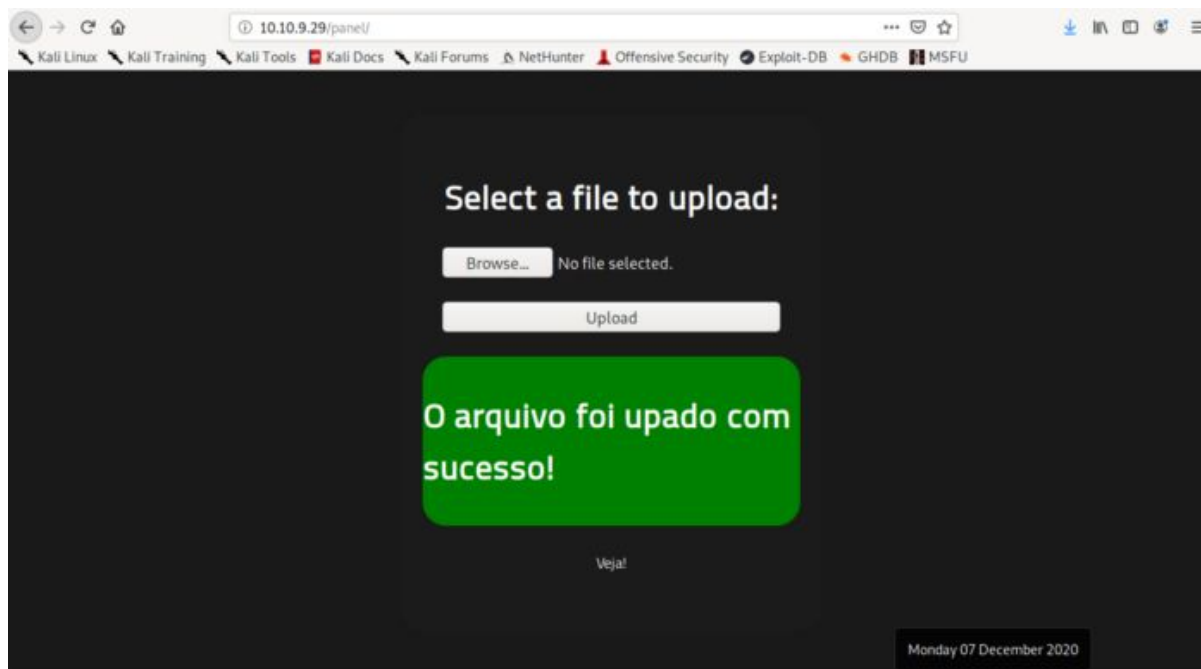 10.10.9.29/panel/
Kali Linux Kali Training Kali Tools Kali Docs Kali Forums NetHunter Offensive Security Exploit-DB GHDB MSFU
Select a file to upload:
Browse... No file selected.
Upload
O arquivo foi upado com
sucesso!
Veja!
Monday 07 December 2020